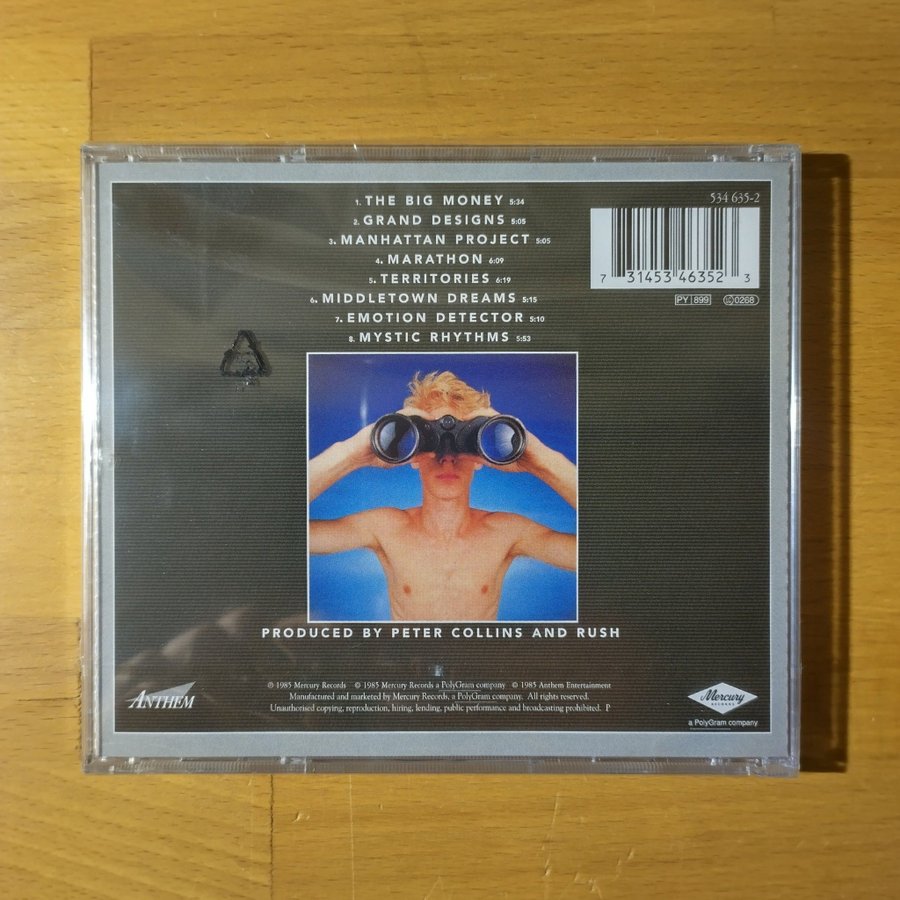 1. THE BIG MONEY 5:34
2. GRAND DESIGNS 5:05
3. MANHATTAN PROJECT 5:05
4. MARATHON 6:09
5. TERRITORIES 6:19
6. MIDDLETOWN DREAMS 5:15
7. EMOTION DETECTOR 5:10
8. MYSTIC RHYTHMS 5:53
534 635-2
7 31453 46352 3
PY 899
0268
PRODUCED BY PETER COLLINS AND RUSH
℗ 1985 Mercury Records © 1985 Mercury Records a PolyGram company © 1985 Anthem Entertainment
Manufactured and marketed by Mercury Records, a PolyGram company. All rights reserved.
Unauthorised copying, reproduction, hiring, lending, public performance and broadcasting prohibited. P
ANTHEM
Mercury
RECORDS
a PolyGram company